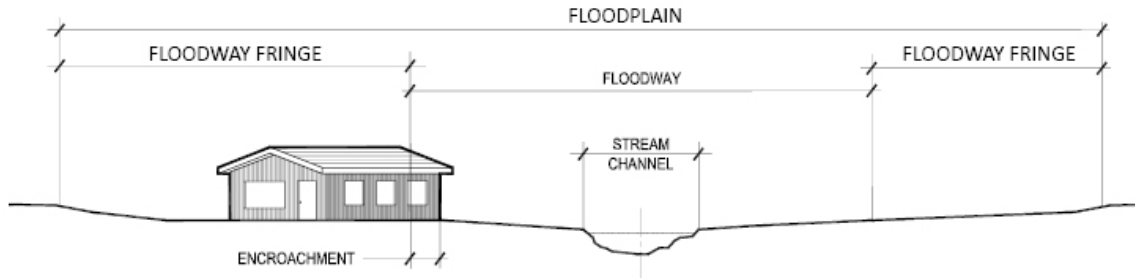 FLOODPLAIN
FLOODWAY FRINGE
FLOODWAY FRINGE
FLOODWAY
STREAM
CHANNEL
ENCROACHMENT